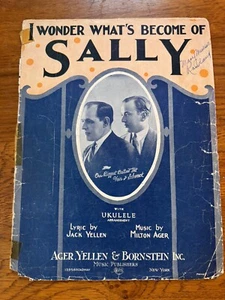 I WONDER WHAT'S BECOME OF
SALLY
WITH
UKULELE
ARRANGEMENT
LYRIC by
JACK YELLEN
MUSIC by
MILTON AGER
AGER, YELLEN & BORNSTEIN INC.
MUSIC PUBLISHERS
NEW YORK